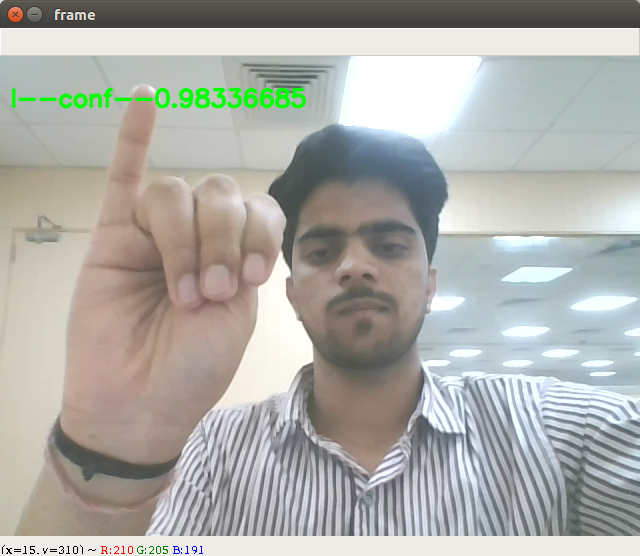 frame
I--conf--0.98336685
(x=15, y=310) ~ R:210 G:205 B:191